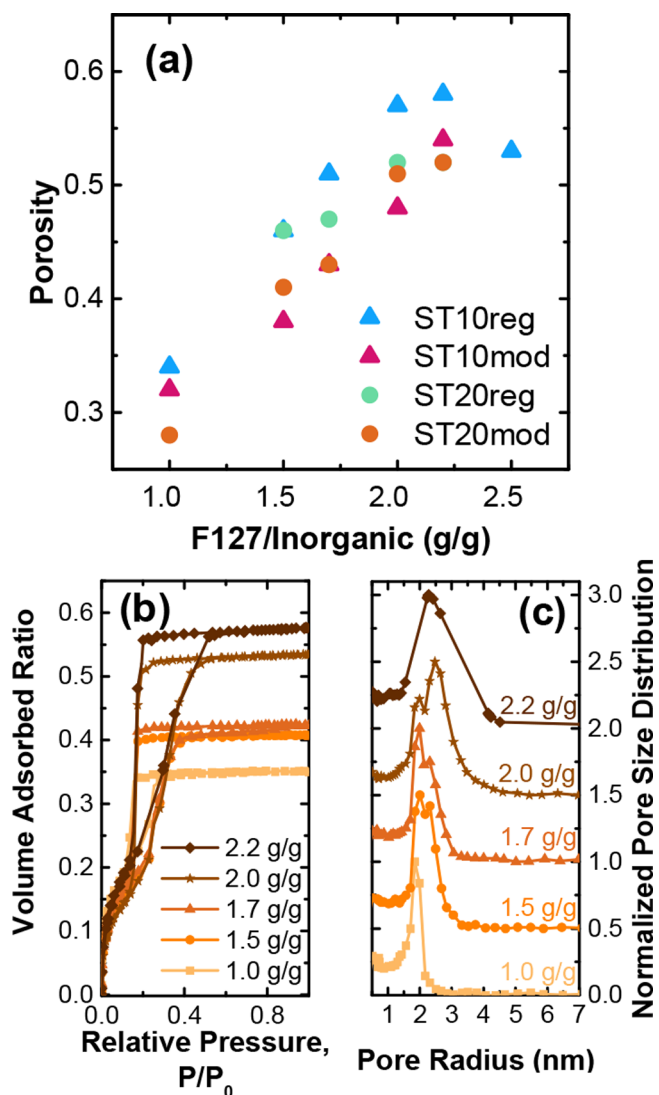 (a)
0.6
0.5
0.4
0.3
Porosity
ST10reg
ST10mod
ST20reg
ST20mod
1.0 1.5 2.0 2.5
F127/Inorganic (g/g)
(b)
0.6
0.5
0.4
0.3
0.2
0.1
0.0
Volume Adsorbed Ratio
2.2 g/g
2.0 g/g
1.7 g/g
1.5 g/g
1.0 g/g
0.0 0.4 0.8
Relative Pressure,
P/P0
(c)
3.0
2.5
2.0
1.5
1.0
0.5
0.0
Normalized Pore Size Distribution
2.2 g/g
2.0 g/g
1.7 g/g
1.5 g/g
1.0 g/g
1 2 3 4 5 6 7
Pore Radius (nm)